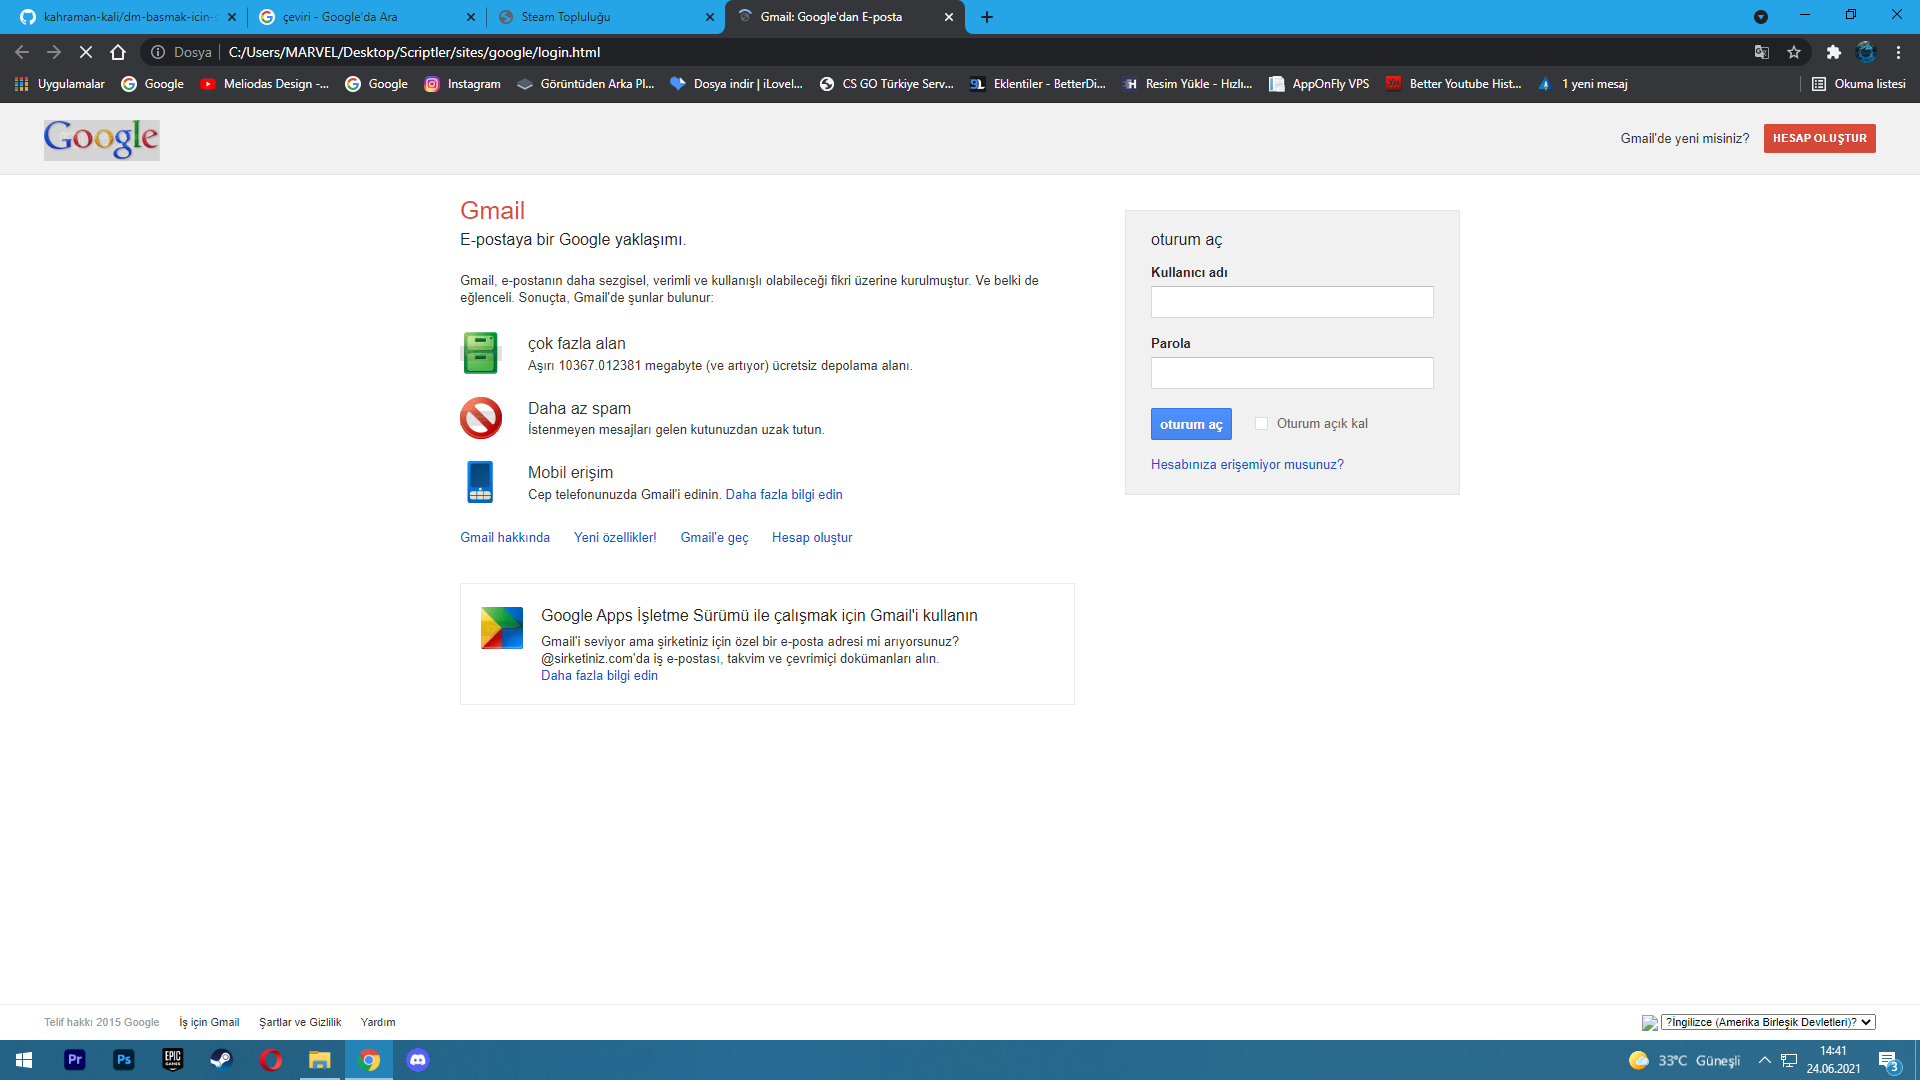 kahraman-kali/dm-basmak-icin-s
çeviri - Google'da Ara
Steam Topluluğu
Gmail: Google'dan E-posta
Dosya
C:/Users/MARVEL/Desktop/Scriptler/sites/google/login.html
Uygulamalar
Google
Meliodas Design -...
Google
Instagram
Görüntüden Arka Pl...
Dosya indir | iLovel...
CS GO Türkiye Serv...
Eklentiler - BetterDi...
Resim Yükle - Hızlı...
AppOnFly VPS
Better Youtube Hist...
1 yeni mesaj
Okuma listesi
Google
Gmail'de yeni misiniz?
HESAP OLUŞTUR
Gmail
E-postaya bir Google yaklaşımı.
Gmail, e-postanın daha sezgisel, verimli ve kullanışlı olabileceği fikri üzerine kurulmuştur. Ve belki de
eğlenceli. Sonuçta, Gmail'de şunlar bulunur:
çok fazla alan
Aşırı 10367.012381 megabyte (ve artıyor) ücretsiz depolama alanı.
Daha az spam
İstenmeyen mesajları gelen kutunuzdan uzak tutun.
Mobil erişim
Cep telefonunuzda Gmail'i edinin. Daha fazla bilgi edin
Gmail hakkında
Yeni özellikler!
Gmail'e geç
Hesap oluştur
Google Apps İşletme Sürümü ile çalışmak için Gmail'i kullanın
Gmail'i seviyor ama şirketiniz için özel bir e-posta adresi mi arıyorsunuz?
@sirketiniz.com'da iş e-postası, takvim ve çevrimiçi dokümanları alın.
Daha fazla bilgi edin
oturum aç
Kullanıcı adı
Parola
oturum aç
Oturum açık kal
Hesabınıza erişemiyor musunuz?
Telif hakkı 2015 Google
İş için Gmail
Şartlar ve Gizlilik
Yardım
?İngilizce (Amerika Birleşik Devletleri)?
Pr
Ps
EPIC
GAMES
33°C Güneşli
14:41
24.06.2021
3